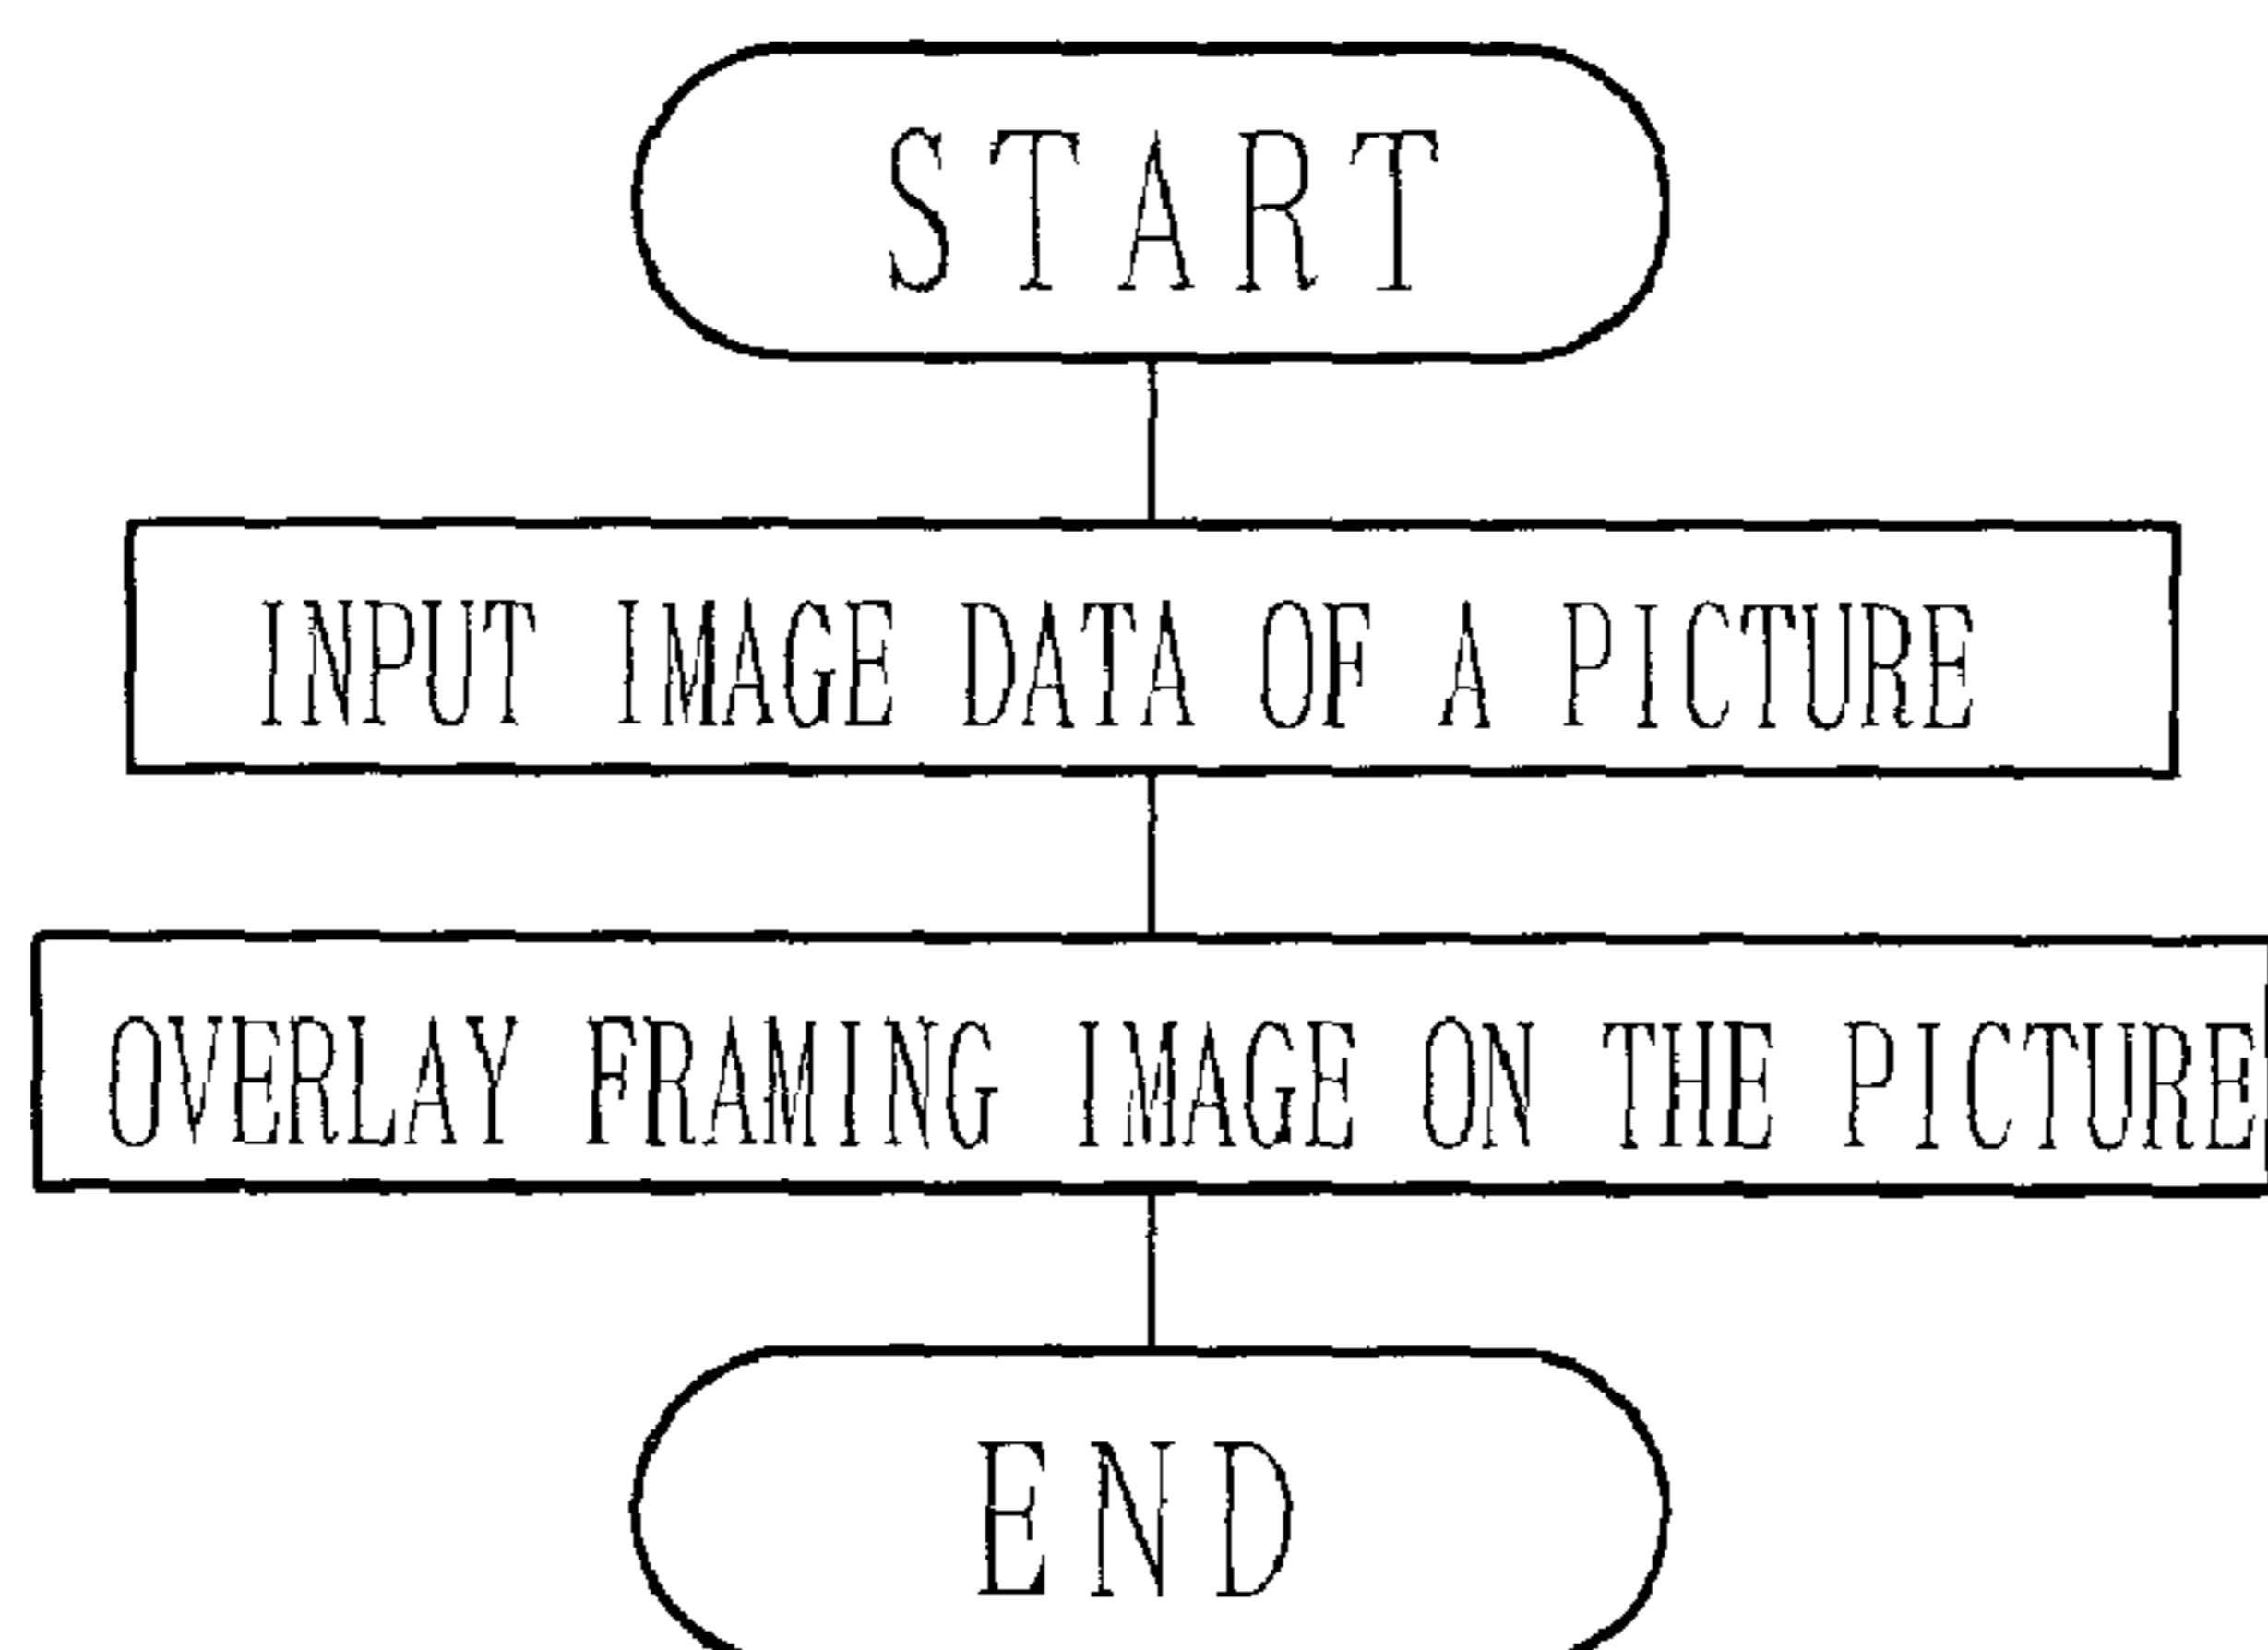 START
INPUT IMAGE DATA OF A PICTURE
OVERLAY FRAMING IMAGE ON THE PICTURE
END